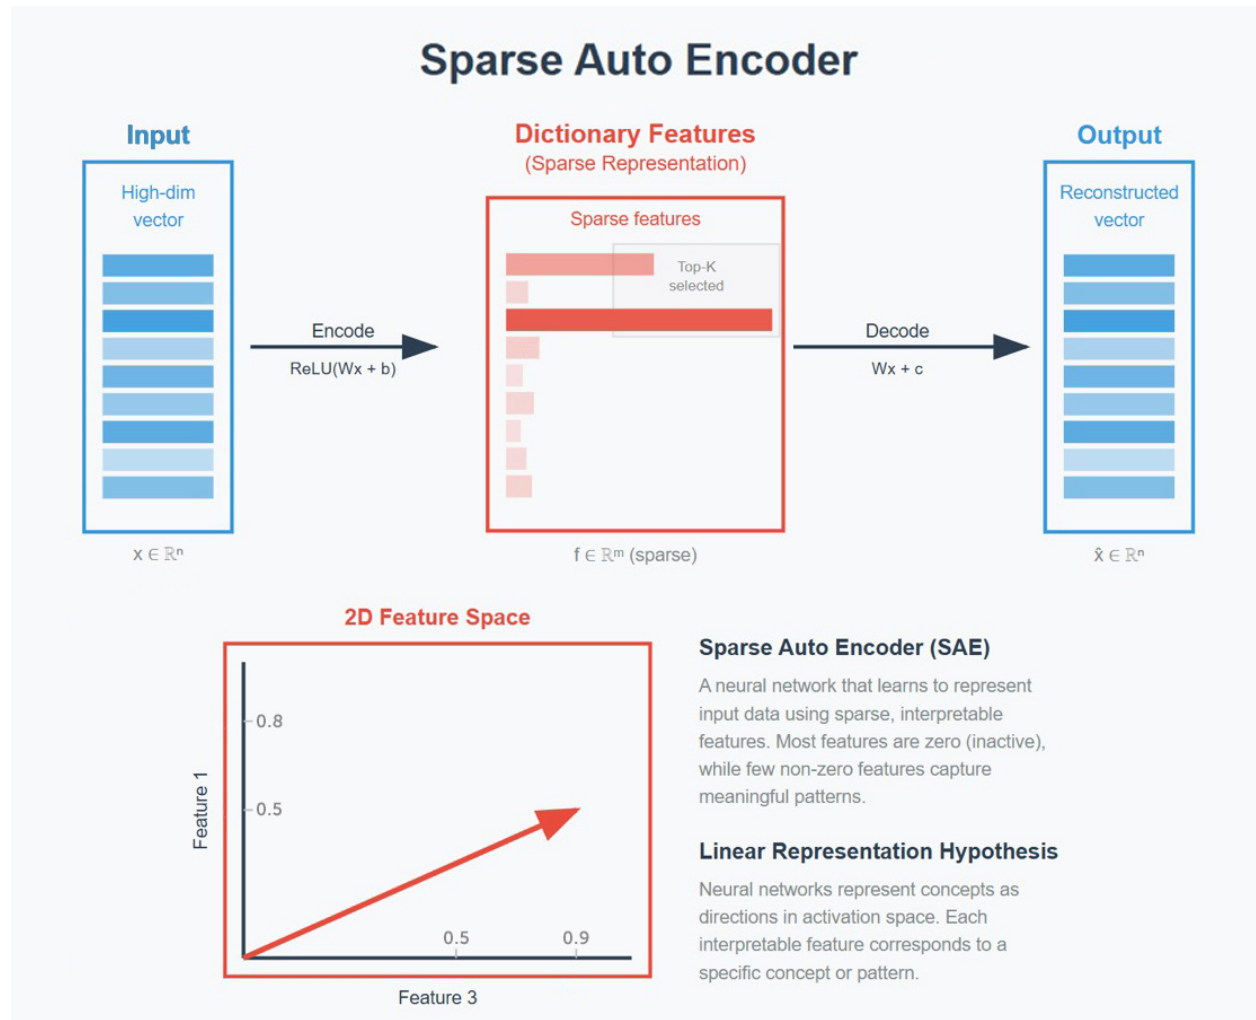 Sparse Auto Encoder
Input
High-dim
vector
x ∈ ℝⁿ
Encode
ReLU(Wx + b)
Dictionary Features
(Sparse Representation)
Sparse features
Top-K
selected
f ∈ ℝᵐ (sparse)
Decode
Wx + c
Output
Reconstructed
vector
x̂ ∈ ℝⁿ
2D Feature Space
0.8
0.5
Feature 1
0.5
0.9
Feature 3
Sparse Auto Encoder (SAE)
A neural network that learns to represent
input data using sparse, interpretable
features. Most features are zero (inactive),
while few non-zero features capture
meaningful patterns.
Linear Representation Hypothesis
Neural networks represent concepts as
directions in activation space. Each
interpretable feature corresponds to a
specific concept or pattern.